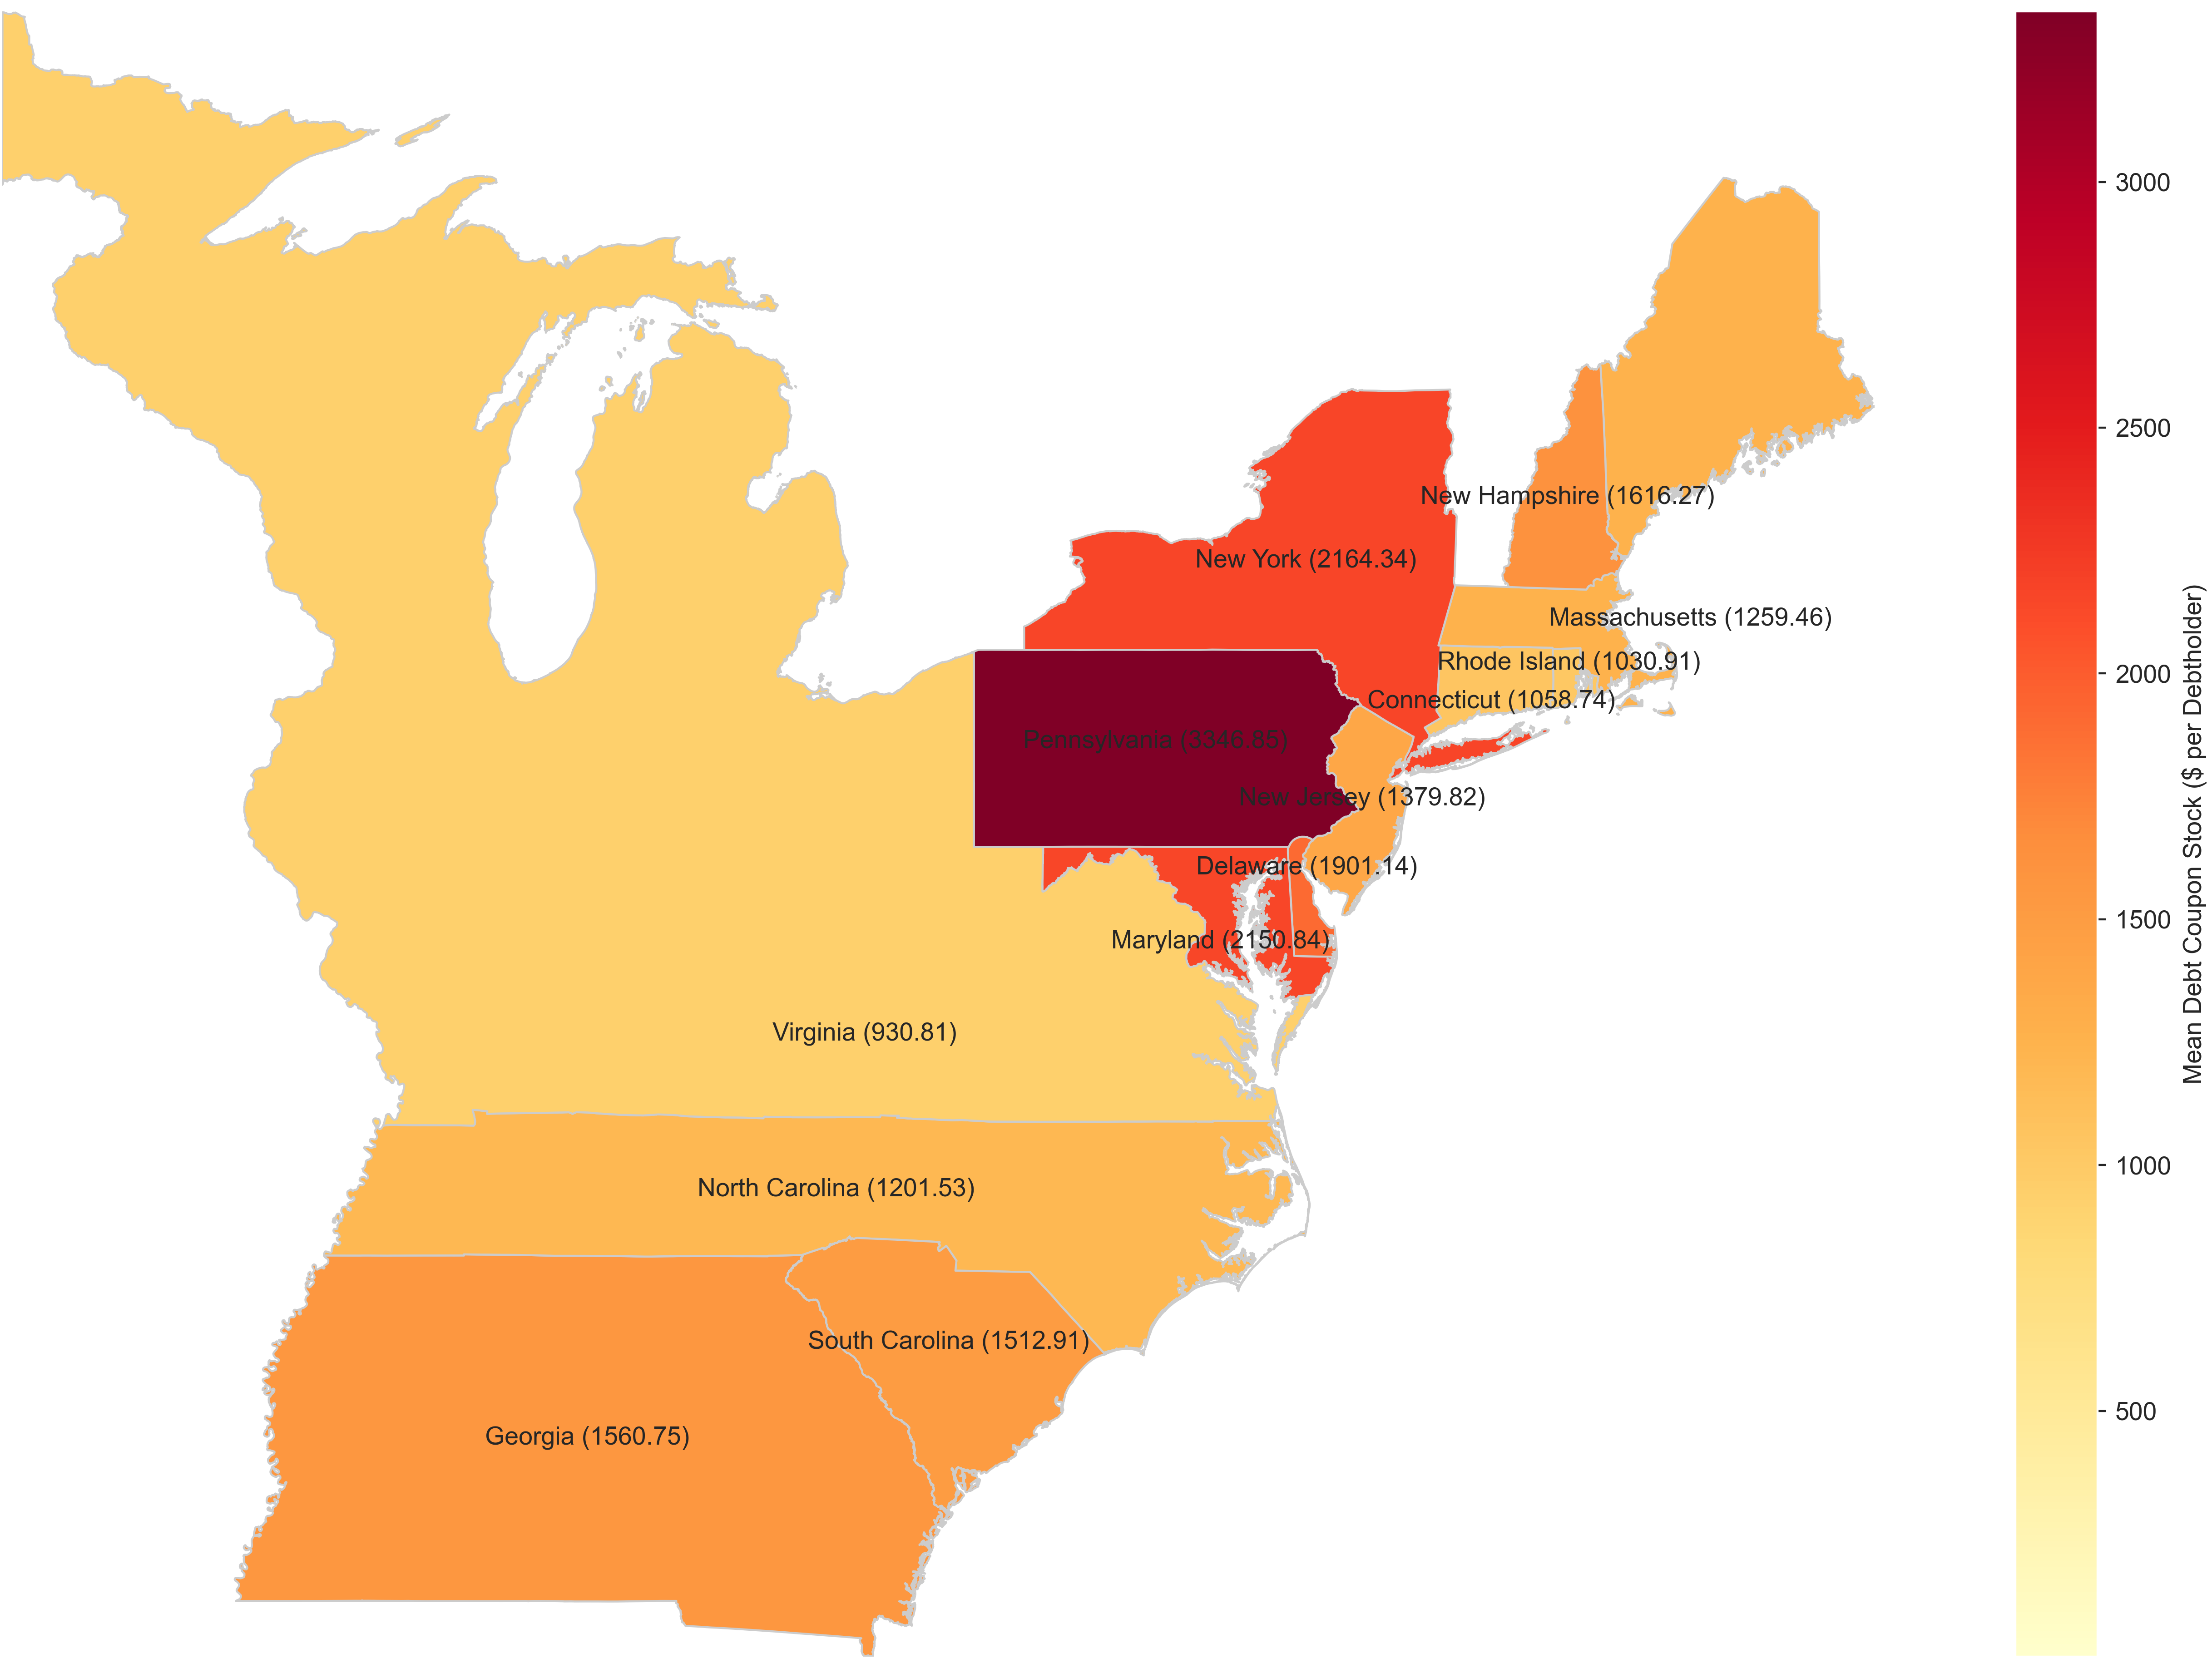 3000
2500
New Hampshire (1616.27)
New York (2164.34)
Massachusetts (1259.46)
Rhode Island (1030.91)
2000
Connecticut (1058.74)
Pennsylvania (3346.85)
New Jersey (1379.82)
Mean Debt Coupon Stock ($ per Debtholder)
Delaware (1901.14)
1500
Maryland (2150.84)
Virginia (930.81)
1000
North Carolina (1201.53)
South Carolina (1512.91)
500
Georgia (1560.75)